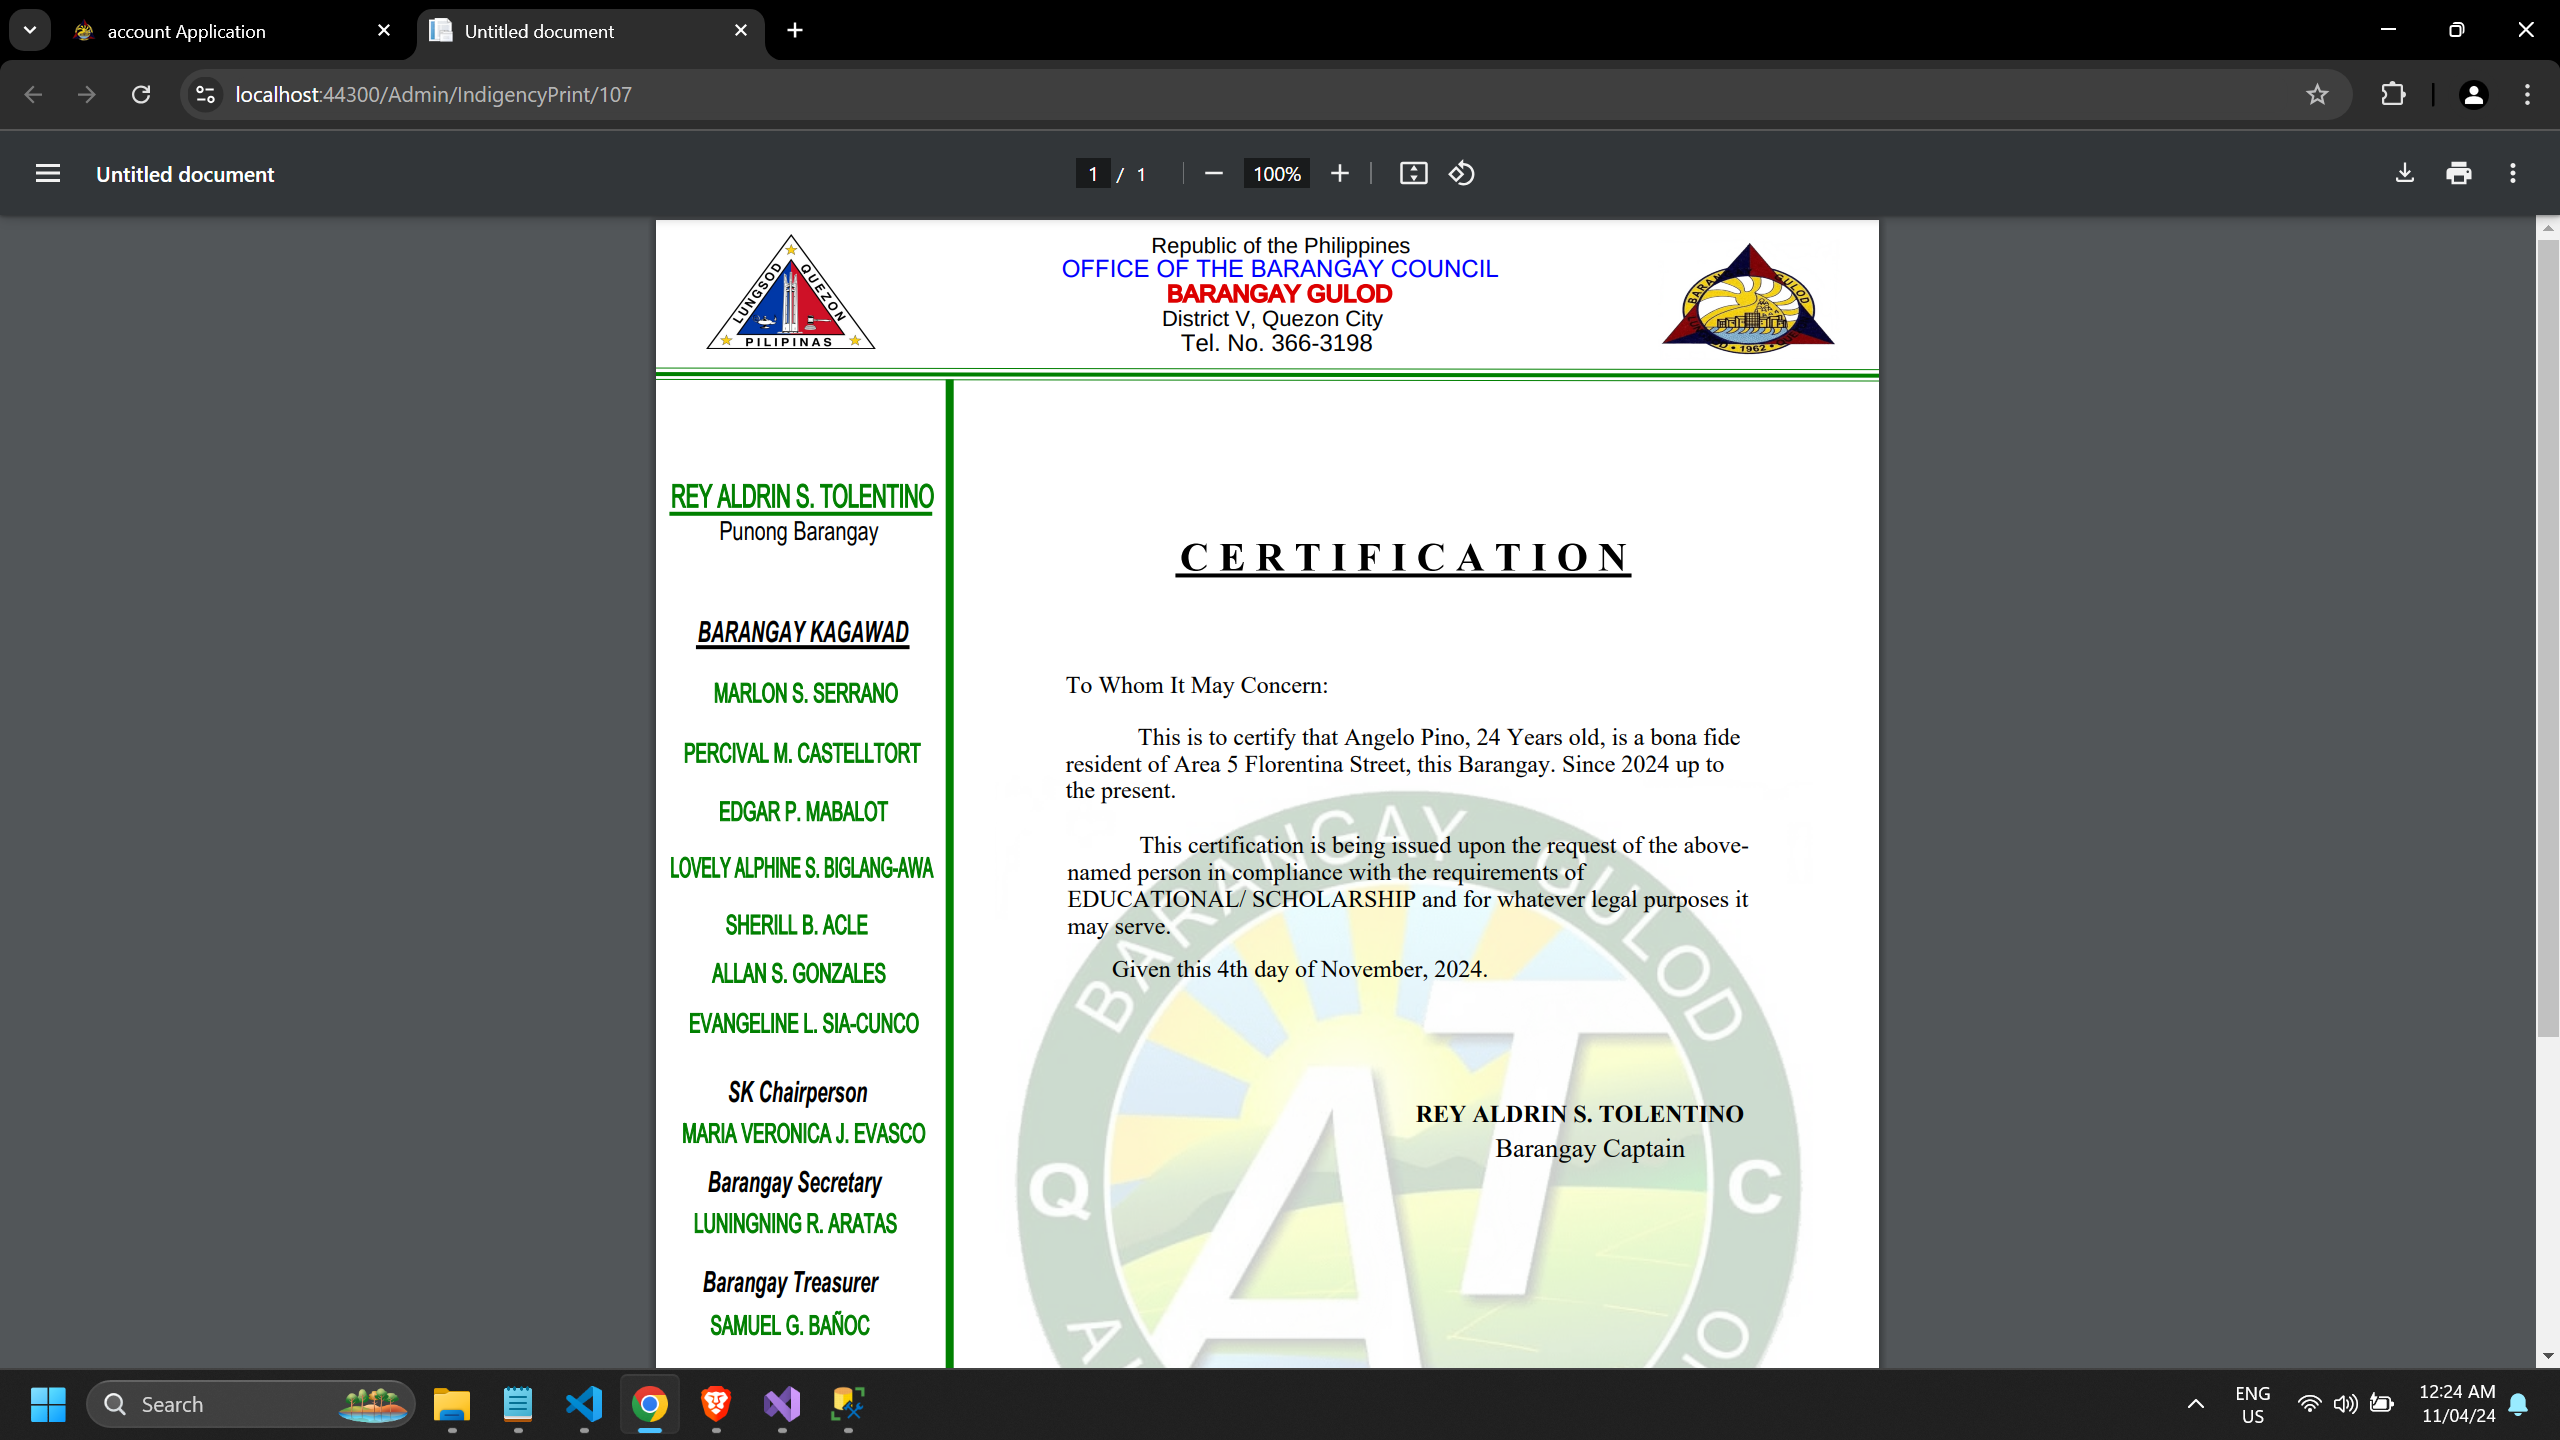 account Application
Untitled document
localhost:44300/Admin/IndigencyPrint/107
Untitled document
1 / 1
100%
LUNGSOD QUEZON
PILIPINAS
Republic of the Philippines
OFFICE OF THE BARANGAY COUNCIL
BARANGAY GULOD
District V, Quezon City
Tel. No. 366-3198
GULOD
1962
REY ALDRIN S. TOLENTINO
Punong Barangay
BARANGAY KAGAWAD
MARLON S. SERRANO
PERCIVAL M. CASTELLTORT
EDGAR P. MABALOT
LOVELY ALPHINE S. BIGLANG-AWA
SHERILL B. ACLE
ALLAN S. GONZALES
EVANGELINE L. SIA-CUNCO
SK Chairperson
MARIA VERONICA J. EVASCO
Barangay Secretary
LUNINGNING R. ARATAS
Barangay Treasurer
SAMUEL G. BAÑOC
C E R T I F I C A T I O N
To Whom It May Concern:
This is to certify that Angelo Pino, 24 Years old, is a bona fide
resident of Area 5 Florentina Street, this Barangay. Since 2024 up to
the present.
This certification is being issued upon the request of the above-
named person in compliance with the requirements of
EDUCATIONAL/ SCHOLARSHIP and for whatever legal purposes it
may serve.
Given this 4th day of November, 2024.
REY ALDRIN S. TOLENTINO
Barangay Captain
BARANGAY GULOD
Q
C
AT
Search
ENG
US
12:24 AM
11/04/24